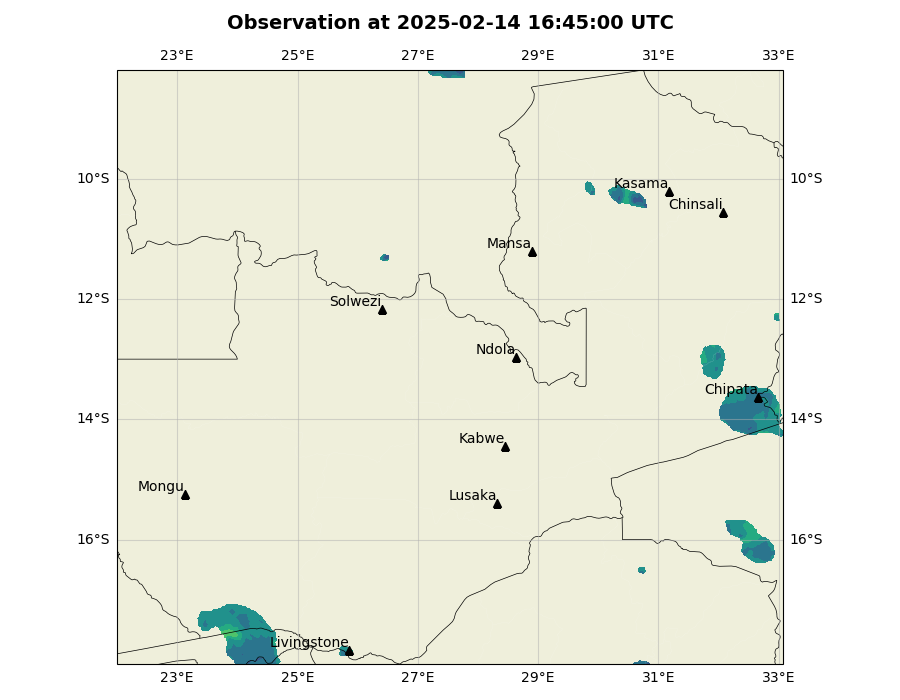 Observation at 2025-02-14 16:45:00 UTC
23°E 25°E 27°E 29°E 31°E 33°E
10°S 10°S
Kasama
Chinsali
Mansa
12°S 12°S
Solwezi
Ndola
Chipata
14°S 14°S
Kabwe
Mongu
Lusaka
16°S 16°S
Livingstone
23°E 25°E 27°E 29°E 31°E 33°E